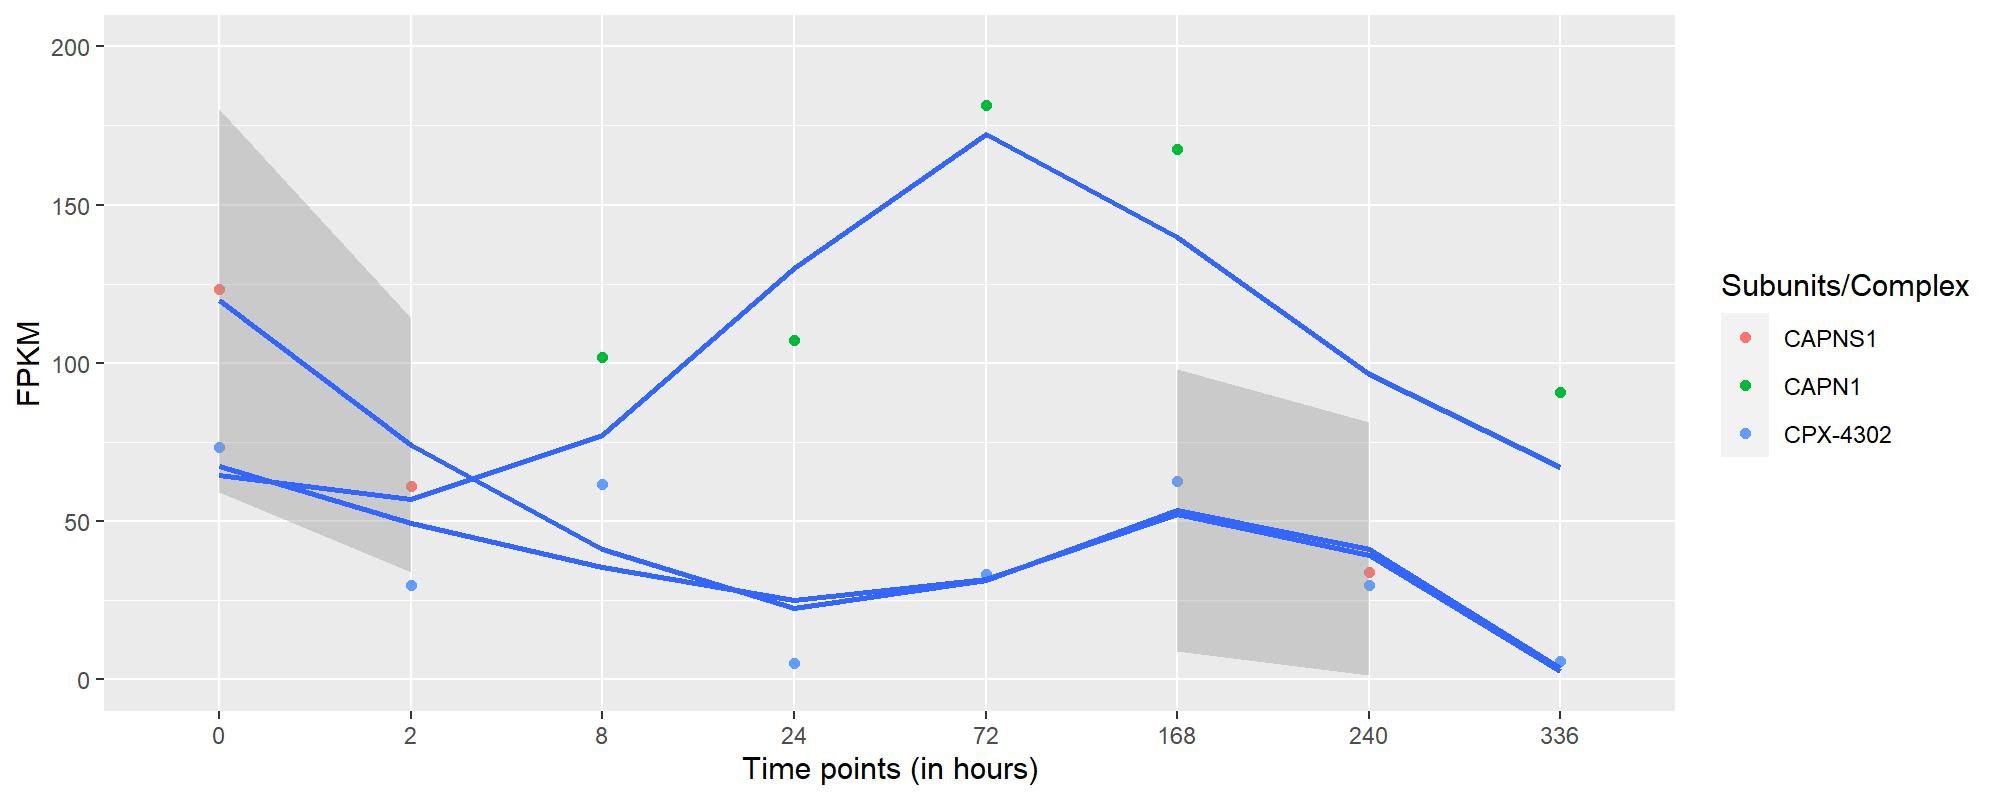 200
150
100
50
0
FPKM
0 2 8 24 72 168 240 336
Time points (in hours)
Subunits/Complex
CAPNS1
CAPN1
CPX-4302